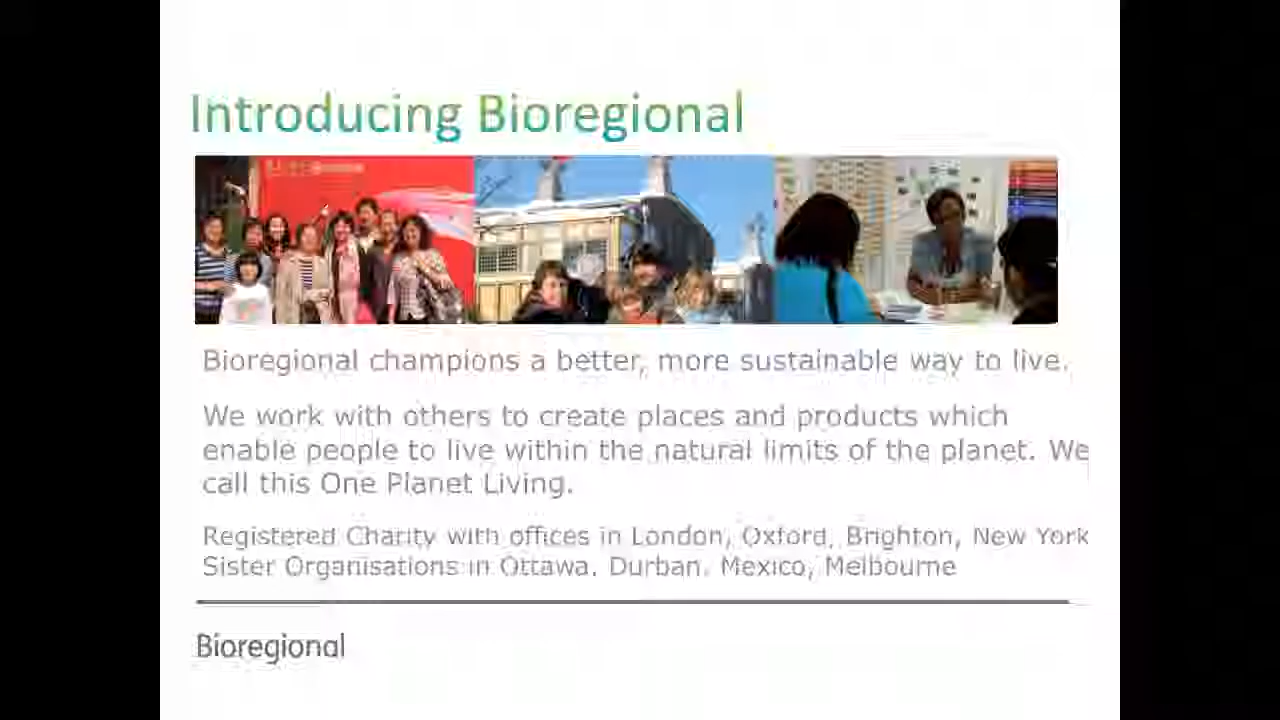 Introducing Bioregional
Bioregional champions a better, more sustainable way to live.
We work with others to create places and products which
enable people to live within the natural limits of the planet. We
call this One Planet Living.
Registered Charity with offices in London, Oxford, Brighton, New York
Sister Organisations in Ottawa, Durban, Mexico, Melbourne
Bioregional